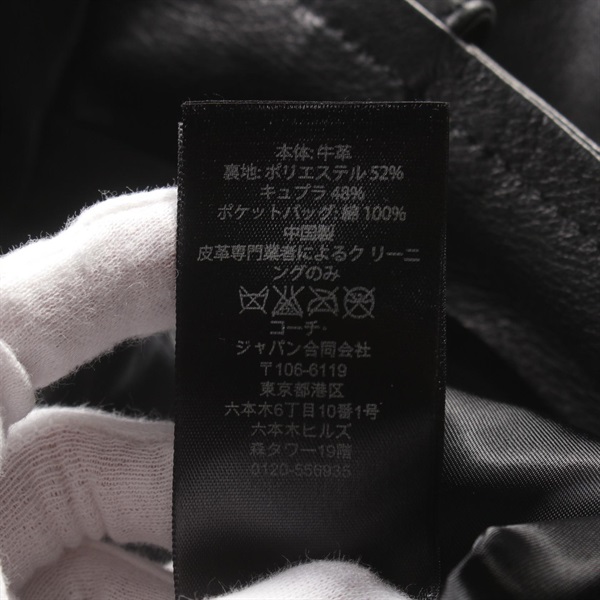 本体: 牛革
裏地: ポリエステル 52%
キュプラ 48%
ポケットバッグ: 綿 100%
中国製
皮革専門業者によるク リーニ
ングのみ
コーチ・
ジャパン合同会社
〒106-6119
東京都港区
六本木6丁目10番1号
六本木ヒルズ
森タワー19階
0120-556935